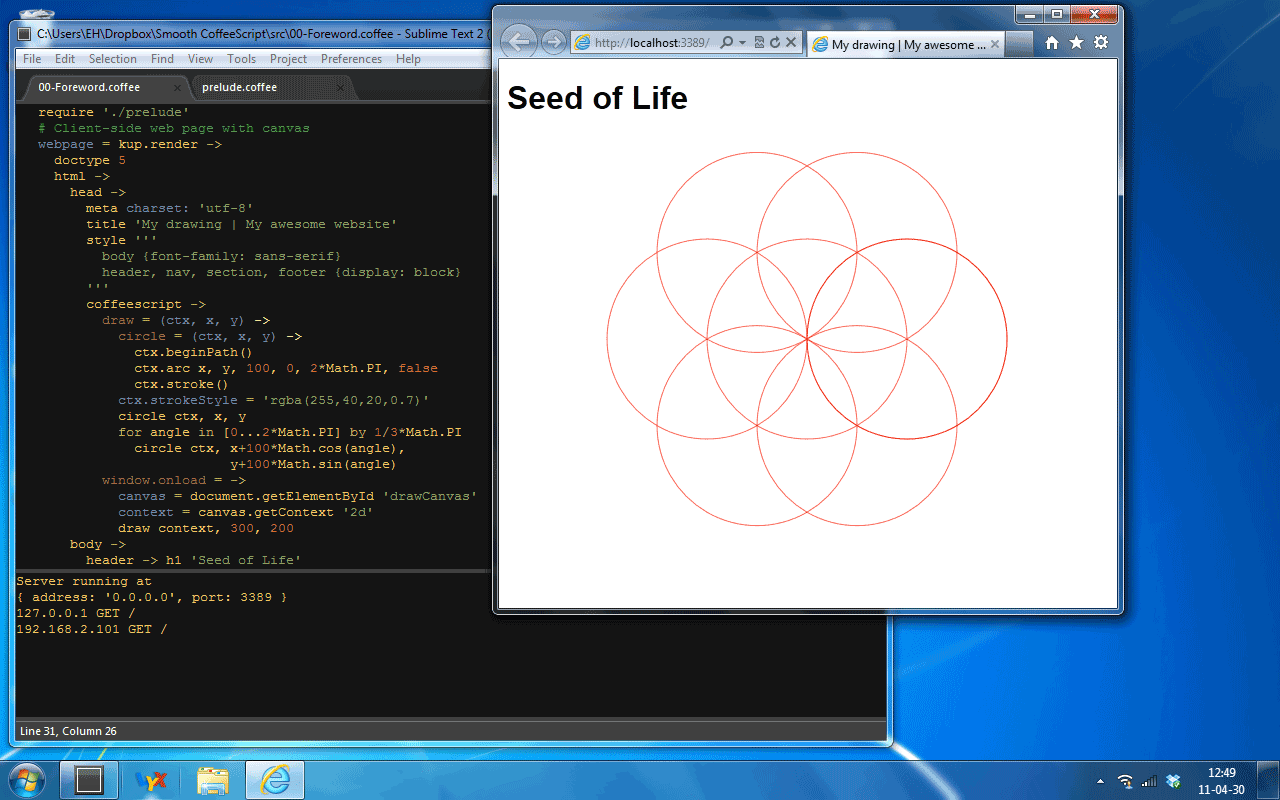 C:\Users\EH\Dropbox\Smooth CoffeeScript\src\00-Foreword.coffee - Sublime Text 2 (
File Edit Selection Find View Tools Project Preferences Help
00-Foreword.coffee × prelude.coffee ×
require './prelude'
# Client-side web page with canvas
webpage = kup.render ->
  doctype 5
  html ->
    head ->
      meta charset: 'utf-8'
      title 'My drawing | My awesome website'
      style '''
        body {font-family: sans-serif}
        header, nav, section, footer {display: block}
      '''
      coffeescript ->
        draw = (ctx, x, y) ->
          circle = (ctx, x, y) ->
            ctx.beginPath()
            ctx.arc x, y, 100, 0, 2*Math.PI, false
            ctx.stroke()
          ctx.strokeStyle = 'rgba(255,40,20,0.7)'
          circle ctx, x, y
          for angle in [0...2*Math.PI] by 1/3*Math.PI
            circle ctx, x+100*Math.cos(angle),
                        y+100*Math.sin(angle)
        window.onload = ->
          canvas = document.getElementById 'drawCanvas'
          context = canvas.getContext '2d'
          draw context, 300, 200
    body ->
      header -> h1 'Seed of Life'
Server running at
{ address: '0.0.0.0', port: 3389 }
127.0.0.1 GET /
192.168.2.101 GET /
Line 31, Column 26
http://localhost:3389/
My drawing | My awesome ...
Seed of Life
12:49
11-04-30